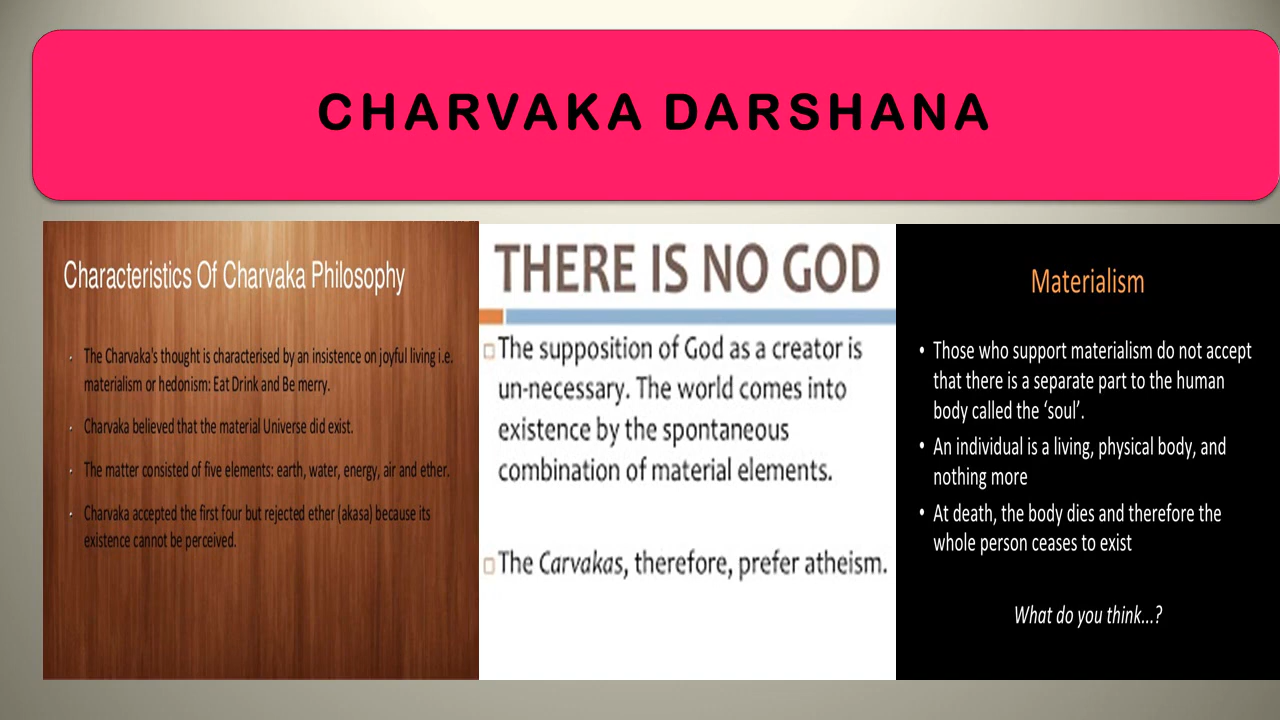 CHARVAKA DARSHANA
Characteristics Of Charvaka Philosophy
• The Charvaka's thought is characterised by an insistence on joyful living i.e.
materialism or hedonism: Eat Drink and Be merry.
• Charvaka believed that the material Universe did exist.
• The matter consisted of five elements: earth, water, energy, air and ether.
• Charvaka accepted the first four but rejected ether (akasa) because its
existence cannot be perceived.
THERE IS NO GOD
The supposition of God as a creator is
un-necessary. The world comes into
existence by the spontaneous
combination of material elements.
The Carvakas, therefore, prefer atheism.
Materialism
• Those who support materialism do not accept
that there is a separate part to the human
body called the ‘soul’.
• An individual is a living, physical body, and
nothing more
• At death, the body dies and therefore the
whole person ceases to exist
What do you think...?